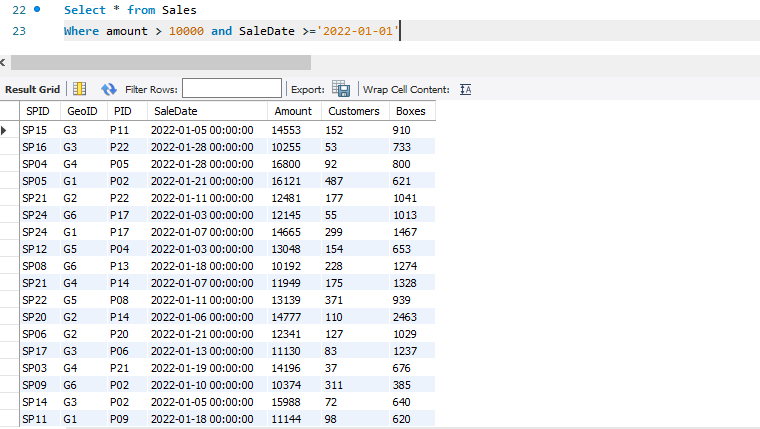 22 Select * from Sales
23 Where amount > 10000 and SaleDate >='2022-01-01'
Result Grid Filter Rows: Export: Wrap Cell Content:
SPID GeoID PID SaleDate Amount Customers Boxes
SP15 G3 P11 2022-01-05 00:00:00 14553 152 910
SP16 G3 P22 2022-01-28 00:00:00 10255 53 733
SP04 G4 P05 2022-01-28 00:00:00 16800 92 800
SP05 G1 P02 2022-01-21 00:00:00 16121 487 621
SP21 G2 P22 2022-01-11 00:00:00 12481 177 1041
SP24 G6 P17 2022-01-03 00:00:00 12145 55 1013
SP24 G1 P17 2022-01-07 00:00:00 14665 299 1467
SP12 G5 P04 2022-01-03 00:00:00 13048 154 653
SP08 G6 P13 2022-01-18 00:00:00 10192 228 1274
SP21 G4 P14 2022-01-07 00:00:00 11949 175 1328
SP22 G5 P08 2022-01-11 00:00:00 13139 371 939
SP20 G2 P14 2022-01-06 00:00:00 14777 110 2463
SP06 G2 P20 2022-01-21 00:00:00 12341 127 1029
SP17 G3 P06 2022-01-13 00:00:00 11130 83 1237
SP03 G4 P21 2022-01-19 00:00:00 14196 37 676
SP09 G6 P02 2022-01-10 00:00:00 10374 311 385
SP14 G3 P02 2022-01-05 00:00:00 15988 72 640
SP11 G1 P09 2022-01-18 00:00:00 11144 98 620